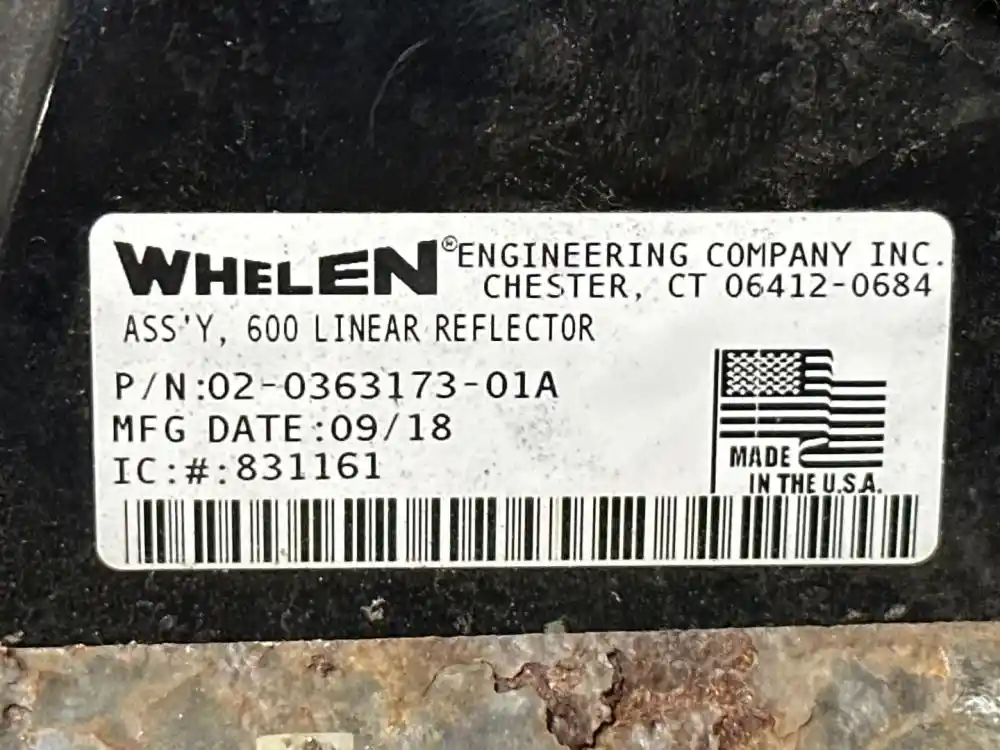 WHELEN® ENGINEERING COMPANY INC.
CHESTER, CT 06412-0684
ASS'Y, 600 LINEAR REFLECTOR
P/N:02-0363173-01A
MFG DATE:09/18
IC:#:831161
MADE
IN THE U.S.A.